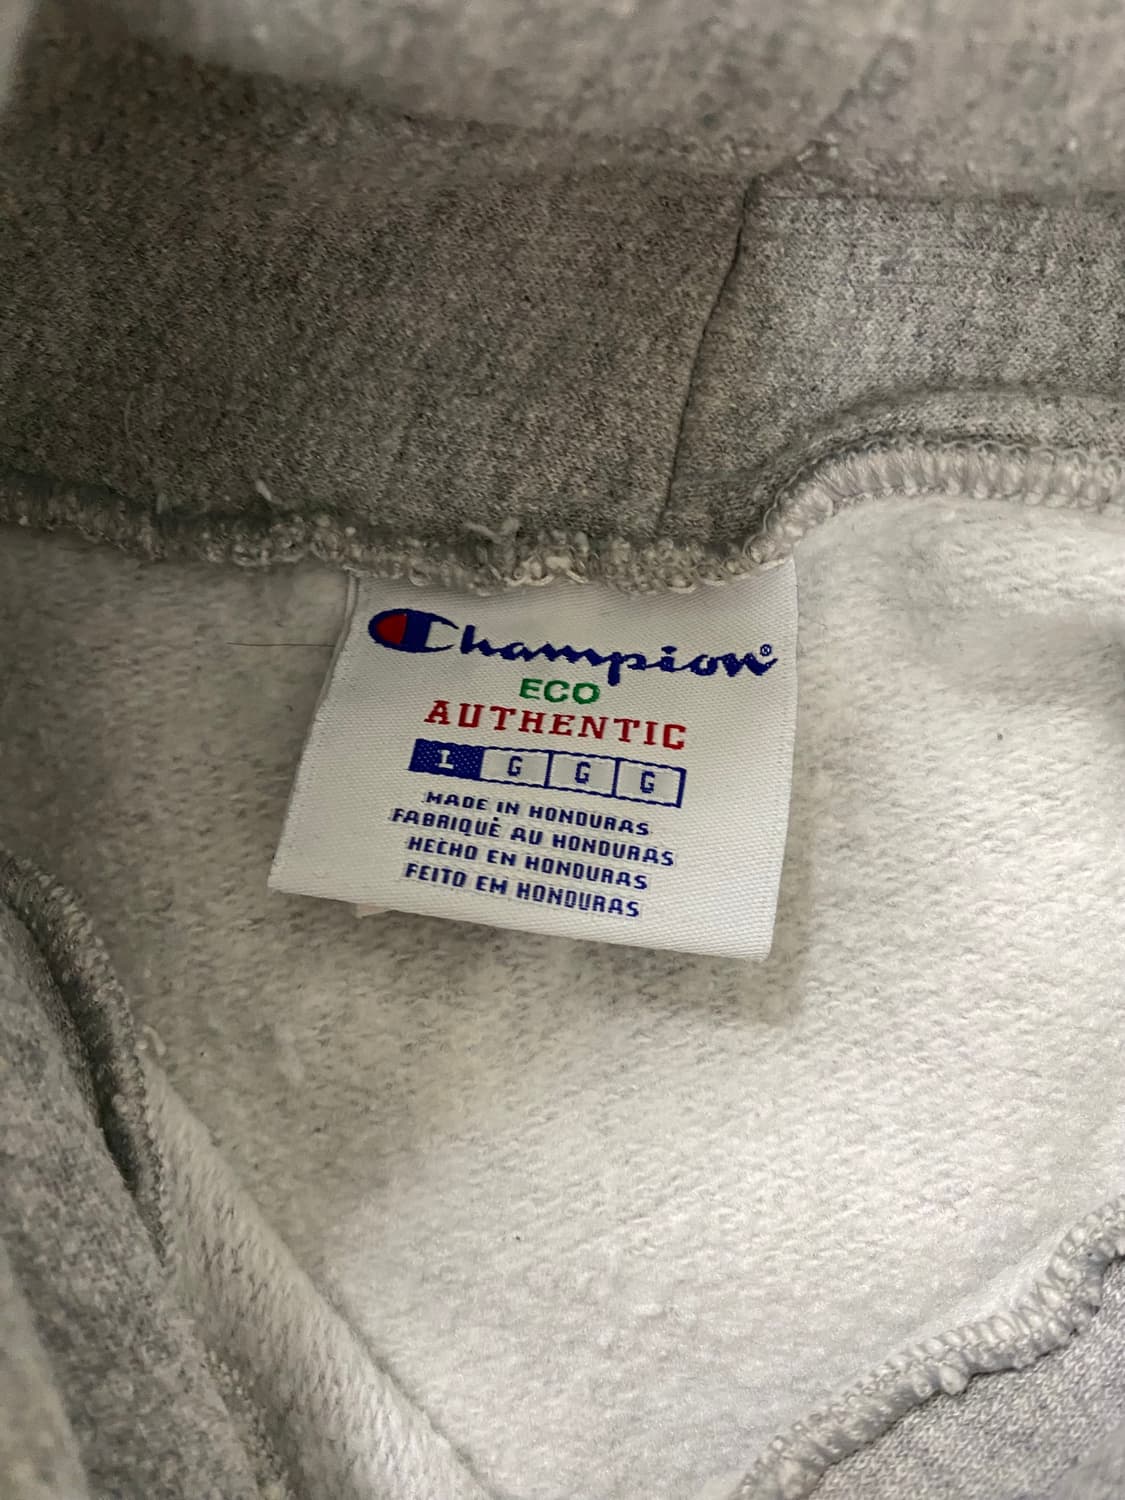 Champion®
ECO
AUTHENTIC
L G G G
MADE IN HONDURAS
FABRIQUÉ AU HONDURAS
HECHO EN HONDURAS
FEITO EM HONDURAS